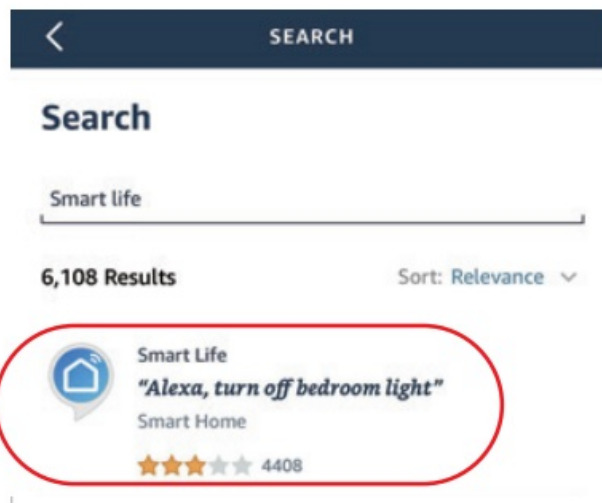 SEARCH
Search
Smart life
6,108 Results Sort: Relevance
Smart Life
“Alexa, turn off bedroom light”
Smart Home
4408